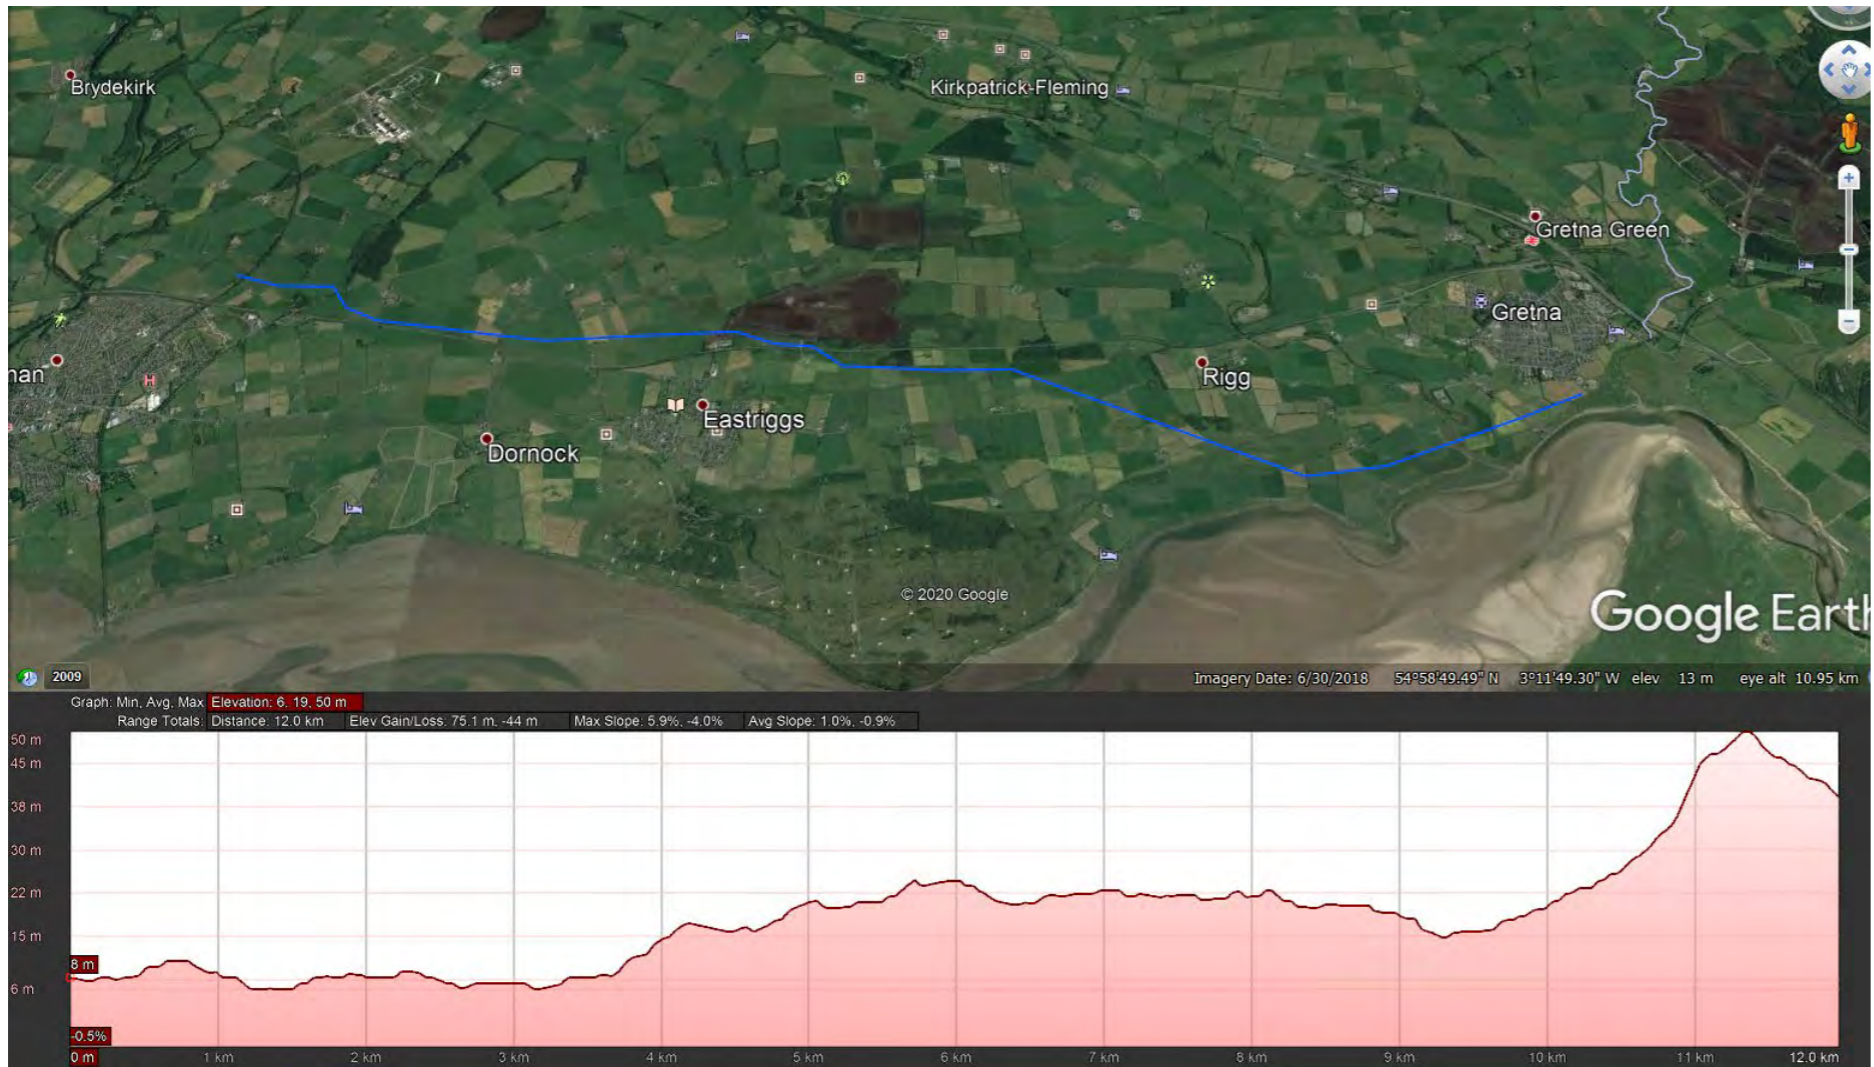 Brydekirk
Kirkpatrick-Fleming
Gretna Green
Gretna
nan
Rigg
Eastriggs
Dornock
H
© 2020 Google
Google Earth
2009
Imagery Date: 6/30/2018 54°58'49.49" N 3°11'49.30" W elev 13 m eye alt 10.95 km
Graph: Min, Avg, Max Elevation: 6, 19, 50 m
Range Totals: Distance: 12.0 km Elev Gain/Loss: 75.1 m, -44 m Max Slope: 5.9%, -4.0% Avg Slope: 1.0%, -0.9%
50 m
45 m
38 m
30 m
22 m
15 m
8 m
6 m
-0.5%
0 m 1 km 2 km 3 km 4 km 5 km 6 km 7 km 8 km 9 km 10 km 11 km 12.0 km